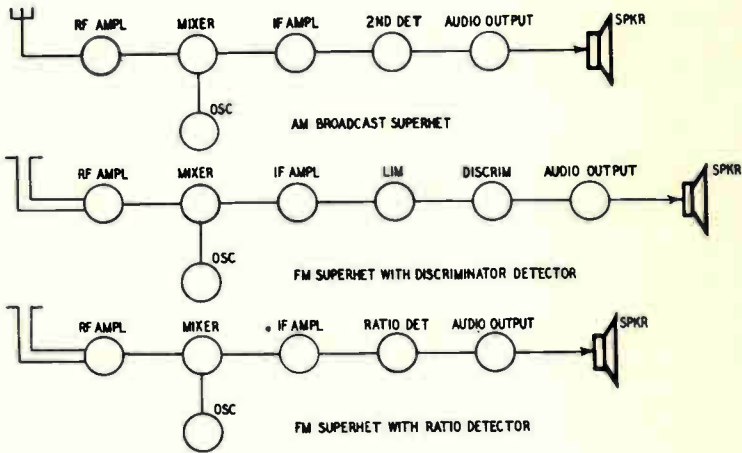 RF AMPL MIXER IF AMPL 2ND DET AUDIO OUTPUT SPKR
OSC
AM BROADCAST SUPERHET
RF AMPL MIXER IF AMPL LIM DISCRIM AUDIO OUTPUT SPKR
OSC
FM SUPERHET WITH DISCRIMINATOR DETECTOR
RF AMPL MIXER IF AMPL RATIO DET AUDIO OUTPUT SPKR
OSC
FM SUPERHET WITH RATIO DETECTOR